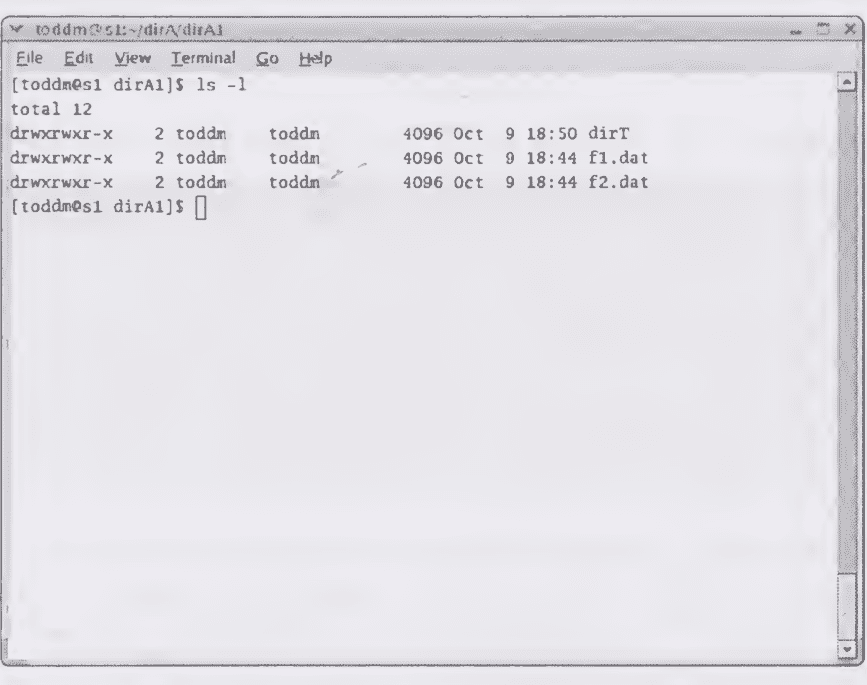 toddm@s1:~/dirA/dirA1
File Edit View Terminal Go Help
[toddm@s1 dirA1]$ ls -l
total 12
drwxrwxr-x    2 toddm    toddm        4096 Oct  9 18:50 dirT
drwxrwxr-x    2 toddm    toddm        4096 Oct  9 18:44 f1.dat
drwxrwxr-x    2 toddm    toddm        4096 Oct  9 18:44 f2.dat
[toddm@s1 dirA1]$